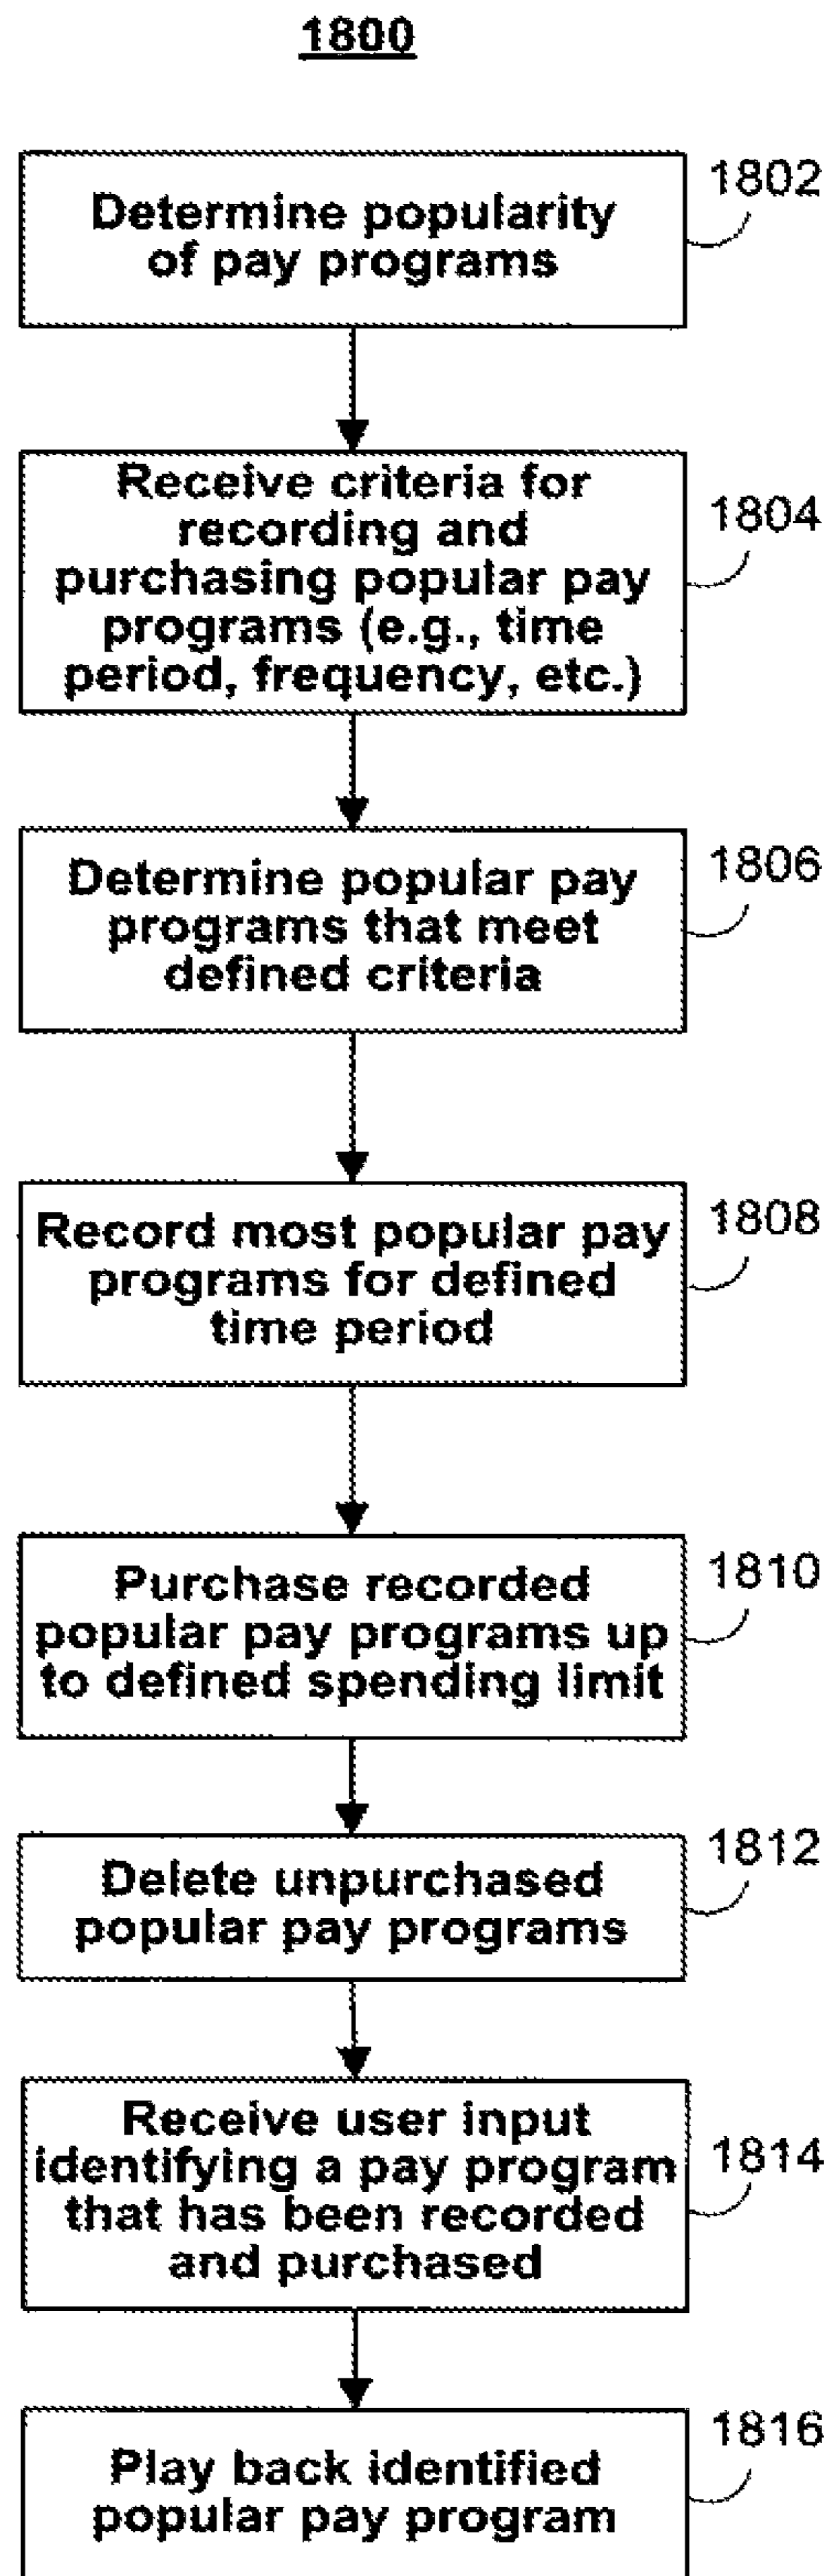 1800
Determine popularity
of pay programs
1802
Receive criteria for
recording and
purchasing popular pay
programs (e.g., time
period, frequency, etc.)
1804
Determine popular pay
programs that meet
defined criteria
1806
Record most popular pay
programs for defined
time period
1808
Purchase recorded
popular pay programs up
to defined spending limit
1810
Delete unpurchased
popular pay programs
1812
Receive user input
identifying a pay program
that has been recorded
and purchased
1814
Play back identified
popular pay program
1816